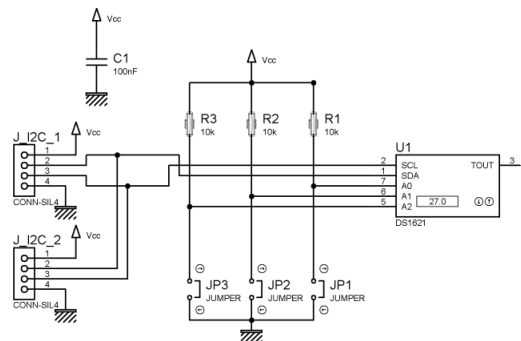 Vcc
C1
100nF
Vcc
R3
10k
R2
10k
R1
10k
J_I2C_1
Vcc
1
2
3
4
CONN-SIL4
U1
2
SCL
TOUT
3
1
SDA
7
A0
6
A1
27.0
5
A2
DS1621
J_I2C_2
Vcc
1
2
3
4
CONN-SIL4
JP3
JUMPER
JP2
JUMPER
JP1
JUMPER